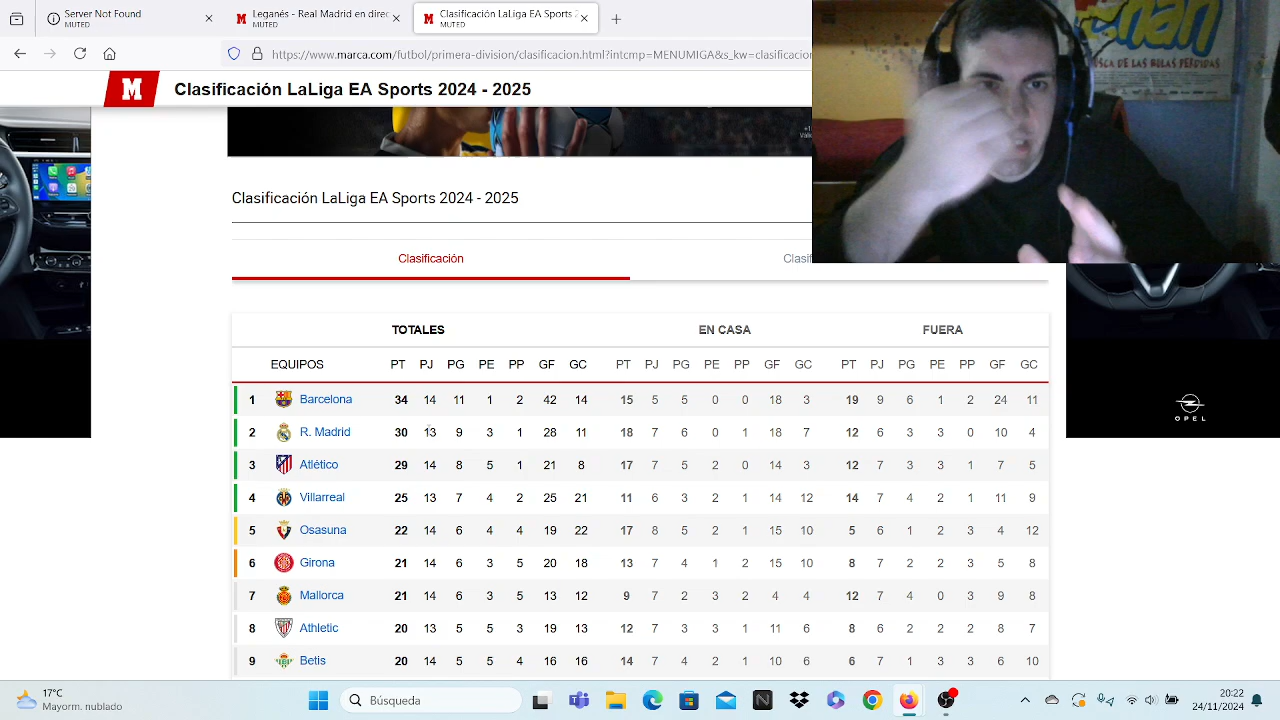 Server Not Found
MUTED
Leganés - Real Madrid en dire
MUTED
Clasificación LaLiga EA Sports 2
MUTED
https://www.marca.com/futbol/primera-division/clasificacion.html?intcmp=MENUMIGA&s_kw=clasificacion
M
Clasificación LaLiga EA Sports 2024 - 2025
+1
SCA DE LAS BOLAS PERDIDAS
Clasificación LaLiga EA Sports 2024 - 2025
Clasificación
Clasif
TOTALES EN CASA FUERA
EQUIPOS PT PJ PG PE PP GF GC PT PJ PG PE PP GF GC PT PJ PG PE PP GF GC
1 Barcelona 34 14 11 1 2 42 14 15 5 5 0 0 18 3 19 9 6 1 2 24 11
2 R. Madrid 30 13 9 3 1 28 11 18 7 6 0 1 18 7 12 6 3 3 0 10 4
3 Atlético 29 14 8 5 1 21 8 17 7 5 2 0 14 3 12 7 3 3 1 7 5
4 Villarreal 25 13 7 4 2 25 21 11 6 3 2 1 14 12 14 7 4 2 1 11 9
5 Osasuna 22 14 6 4 4 19 22 17 8 5 2 1 15 10 5 6 1 2 3 4 12
6 Girona 21 14 6 3 5 20 18 13 7 4 1 2 15 10 8 7 2 2 3 5 8
7 Mallorca 21 14 6 3 5 13 12 9 7 2 3 2 4 4 12 7 4 0 3 9 8
8 Athletic 20 13 5 5 3 19 13 12 7 3 3 1 11 6 8 6 2 2 2 8 7
9 Betis 20 14 5 5 4 16 16 14 7 4 2 1 10 6 6 7 1 3 3 6 10
OPEL
17°C
Mayorm. nublado
Búsqueda
20:22
24/11/2024